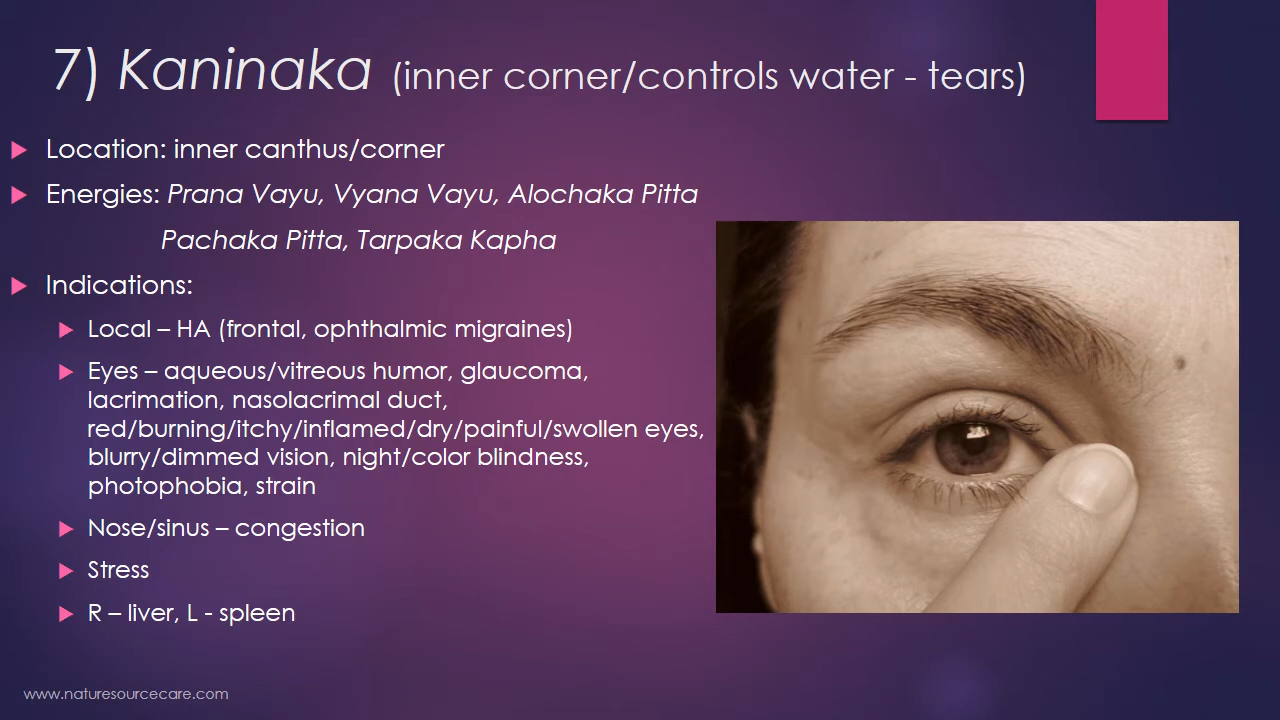 7) Kaninaka (inner corner/controls water - tears)
Location: inner canthus/corner
Energies: Prana Vayu, Vyana Vayu, Alochaka Pitta
Pachaka Pitta, Tarpaka Kapha
Indications:
Local – HA (frontal, ophthalmic migraines)
Eyes – aqueous/vitreous humor, glaucoma,
lacrimation, nasolacrimal duct,
red/burning/itchy/inflamed/dry/painful/swollen eyes,
blurry/dimmed vision, night/color blindness,
photophobia, strain
Nose/sinus – congestion
Stress
R – liver, L - spleen
www.naturesourcecare.com